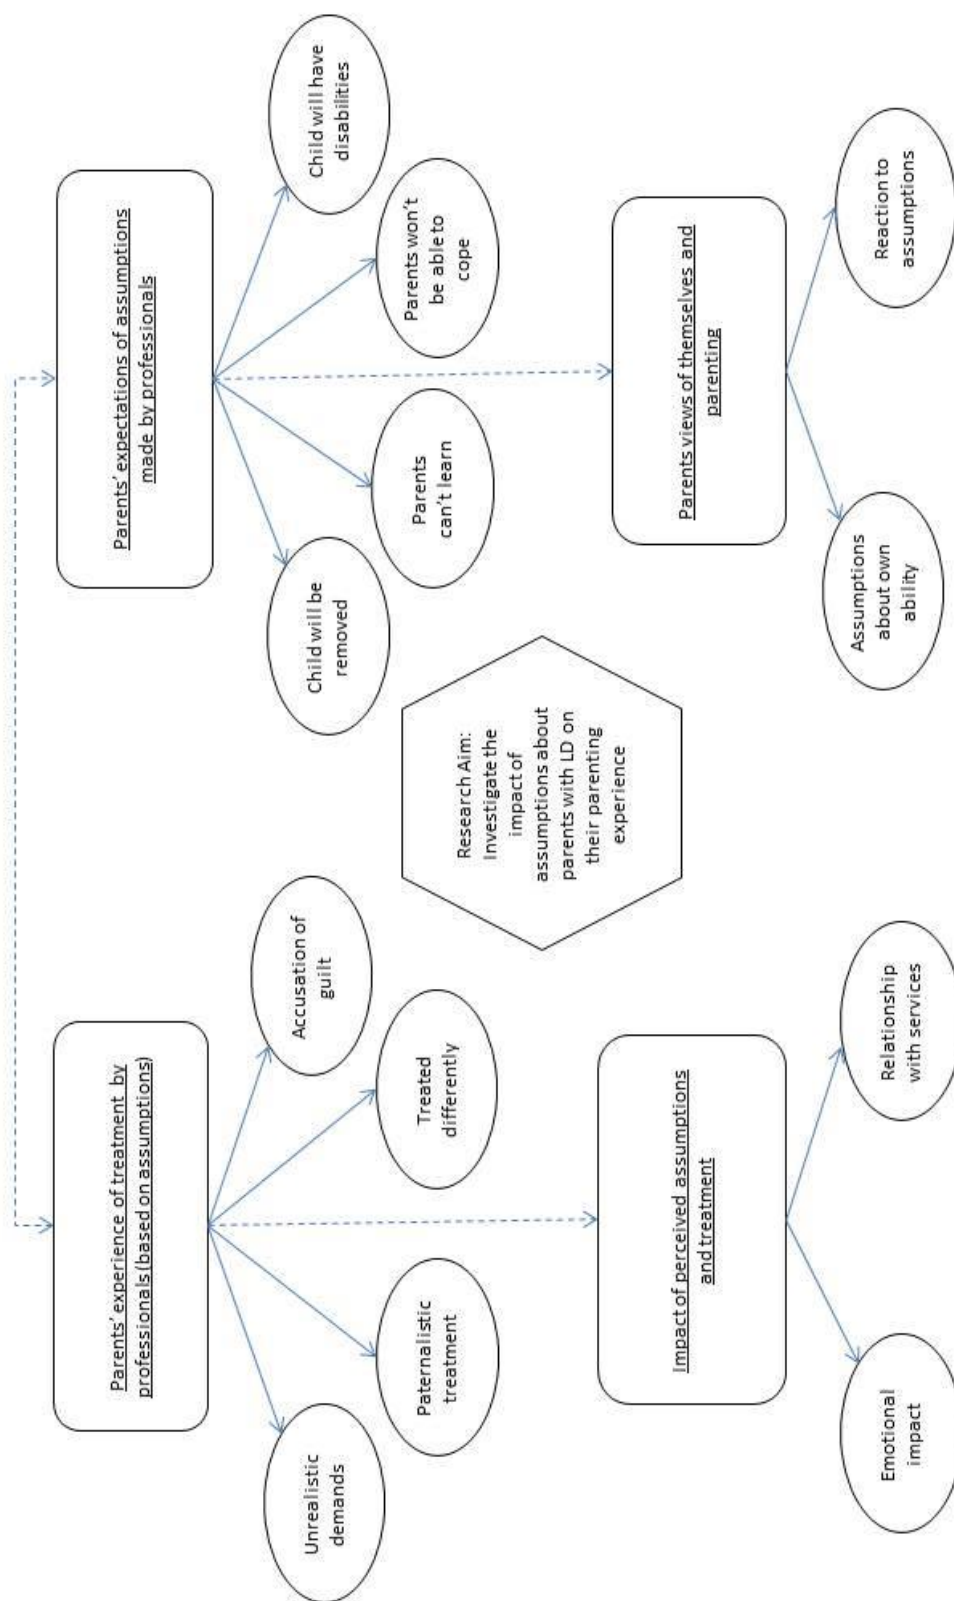 Parents' experience of treatment by
professionals (based on assumptions)
Unrealistic
demands
Paternalistic
treatment
Treated
differently
Accusation of
guilt
Parents' expectations of assumptions
made by professionals
Child will be
removed
Parents
can't learn
Parents won't
be able to
cope
Child will have
disabilities
Research Aim:
Investigate the
impact of
assumptions about
parents with LD on
their parenting
experience
Impact of perceived assumptions
and treatment
Emotional
impact
Relationship
with services
Parents views of themselves and
parenting
Assumptions
about own
ability
Reaction to
assumptions